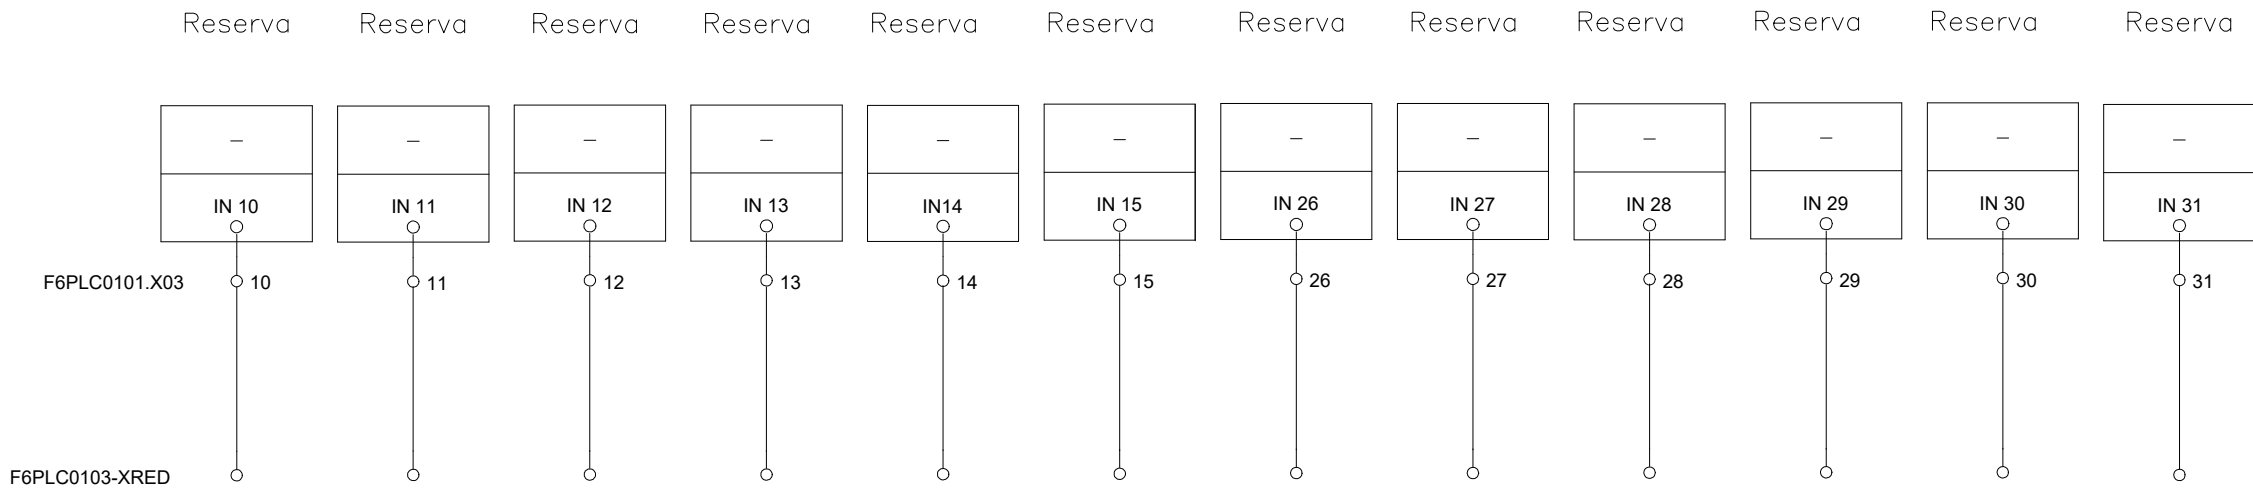 Reserva Reserva Reserva Reserva Reserva Reserva Reserva Reserva Reserva Reserva Reserva Reserva
– – – – – – – – – – – –
IN 10 IN 11 IN 12 IN 13 IN14 IN 15 IN 26 IN 27 IN 28 IN 29 IN 30 IN 31
F6PLC0101.X03 10 11 12 13 14 15 26 27 28 29 30 31
F6PLC0103-XRED